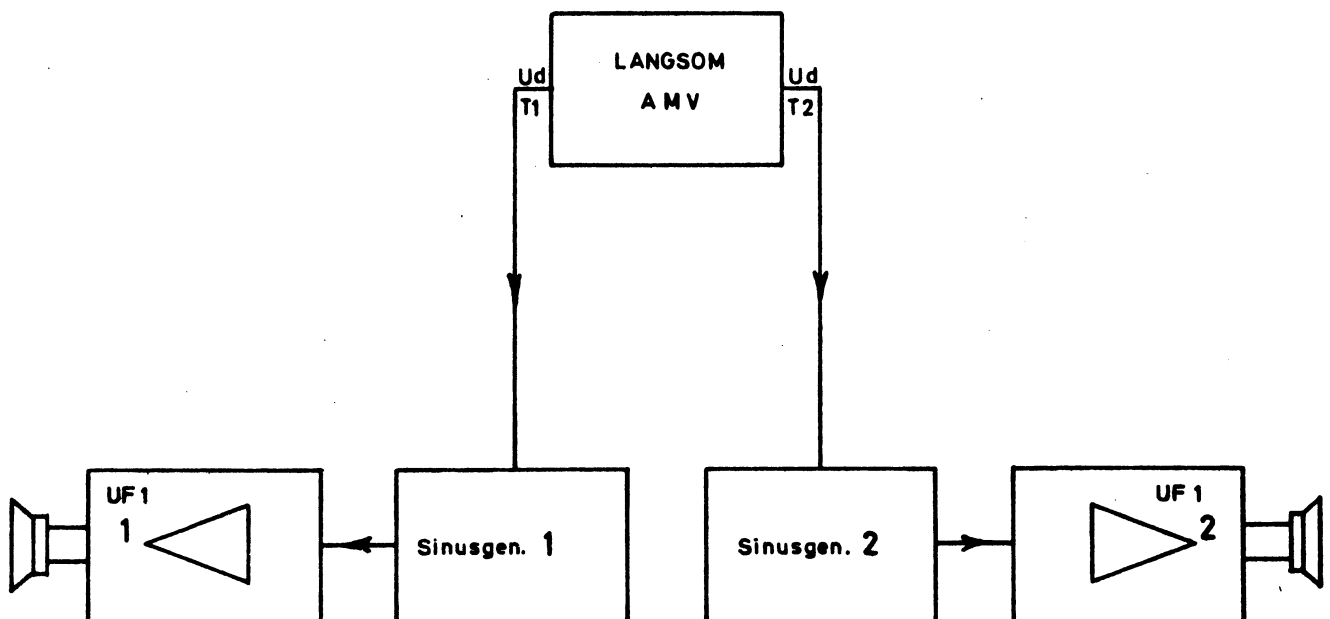 LANGSOM
AMV
Ud
T1
Ud
T2
UF1
1
Sinusgen. 1
Sinusgen. 2
UF1
2